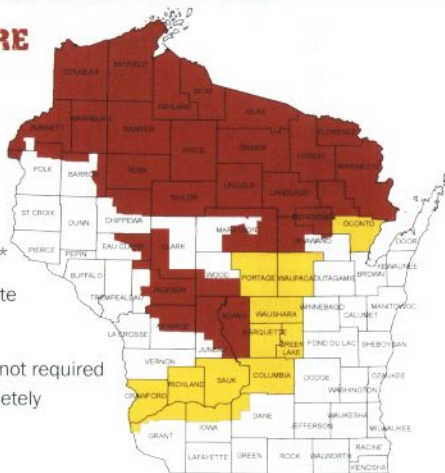 RE
*
te
not required
etely
DOUGLAS
BAYFIELD
ASHLAND
IRON
VILAS
FLORENCE
BURNETT
WASHBURN
SAWYER
PRICE
ONEIDA
FOREST
MARINETTE
POLK
BARRON
RUSK
LINCOLN
LANGLADE
TAYLOR
MENOMINEE
OCONTO
ST CROIX
DUNN
CHIPPEWA
MARATHON
SHAWANO
DOOR
PIERCE
PEPIN
EAU CLAIRE
CLARK
KEWAUNEE
BUFFALO
TREMPEALEAU
JACKSON
WOOD
PORTAGE
WAUPACA
OUTAGAMIE
BROWN
LA CROSSE
MONROE
JUNEAU
ADAMS
WAUSHARA
WINNEBAGO
CALUMET
MANITOWOC
MARQUETTE
GREEN
LAKE
FOND DU LAC
SHEBOYGAN
VERNON
CRAWFORD
RICHLAND
SAUK
COLUMBIA
DODGE
WASHINGTON
OZAUKEE
GRANT
IOWA
DANE
JEFFERSON
WAUKESHA
MILWAUKEE
LAFAYETTE
GREEN
ROCK
WALWORTH
RACINE
KENOSHA